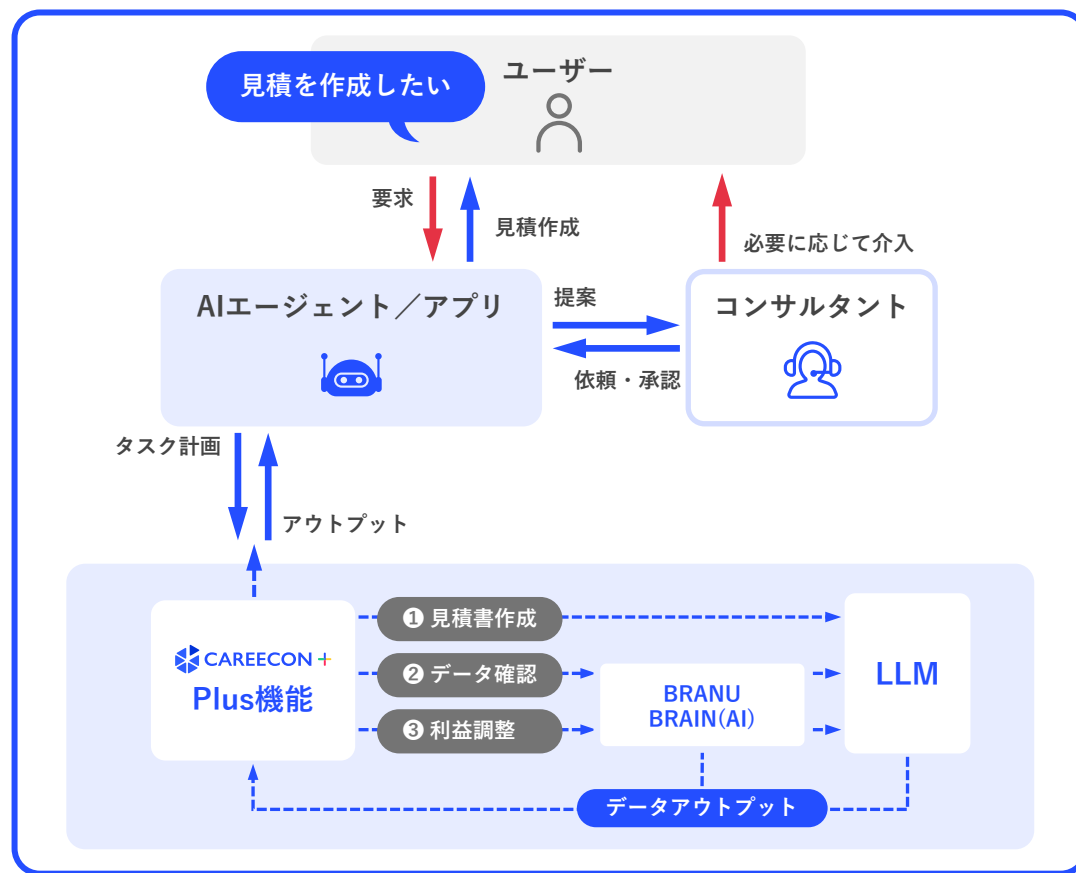 見積を作成したい
ユーザー
要求
見積作成
必要に応じて介入
AIエージェント／アプリ
提案
依頼・承認
コンサルタント
タスク計画
アウトプット
CAREECON +
Plus機能
❶ 見積書作成
❷ データ確認
❸ 利益調整
BRANU
BRAIN(AI)
LLM
データアウトプット